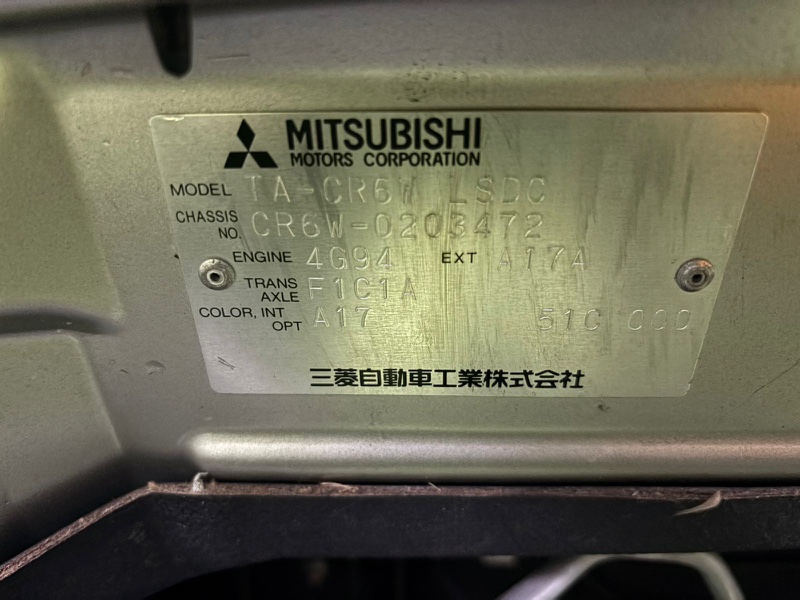 MITSUBISHI
MOTORS CORPORATION
MODEL TA-CR6W LSDC
CHASSIS NO. CR6W-0203472
ENGINE 4G94 EXT A17A
TRANS AXLE F1C1A
COLOR, INT OPT A17 51C 000
三菱自動車工業株式会社